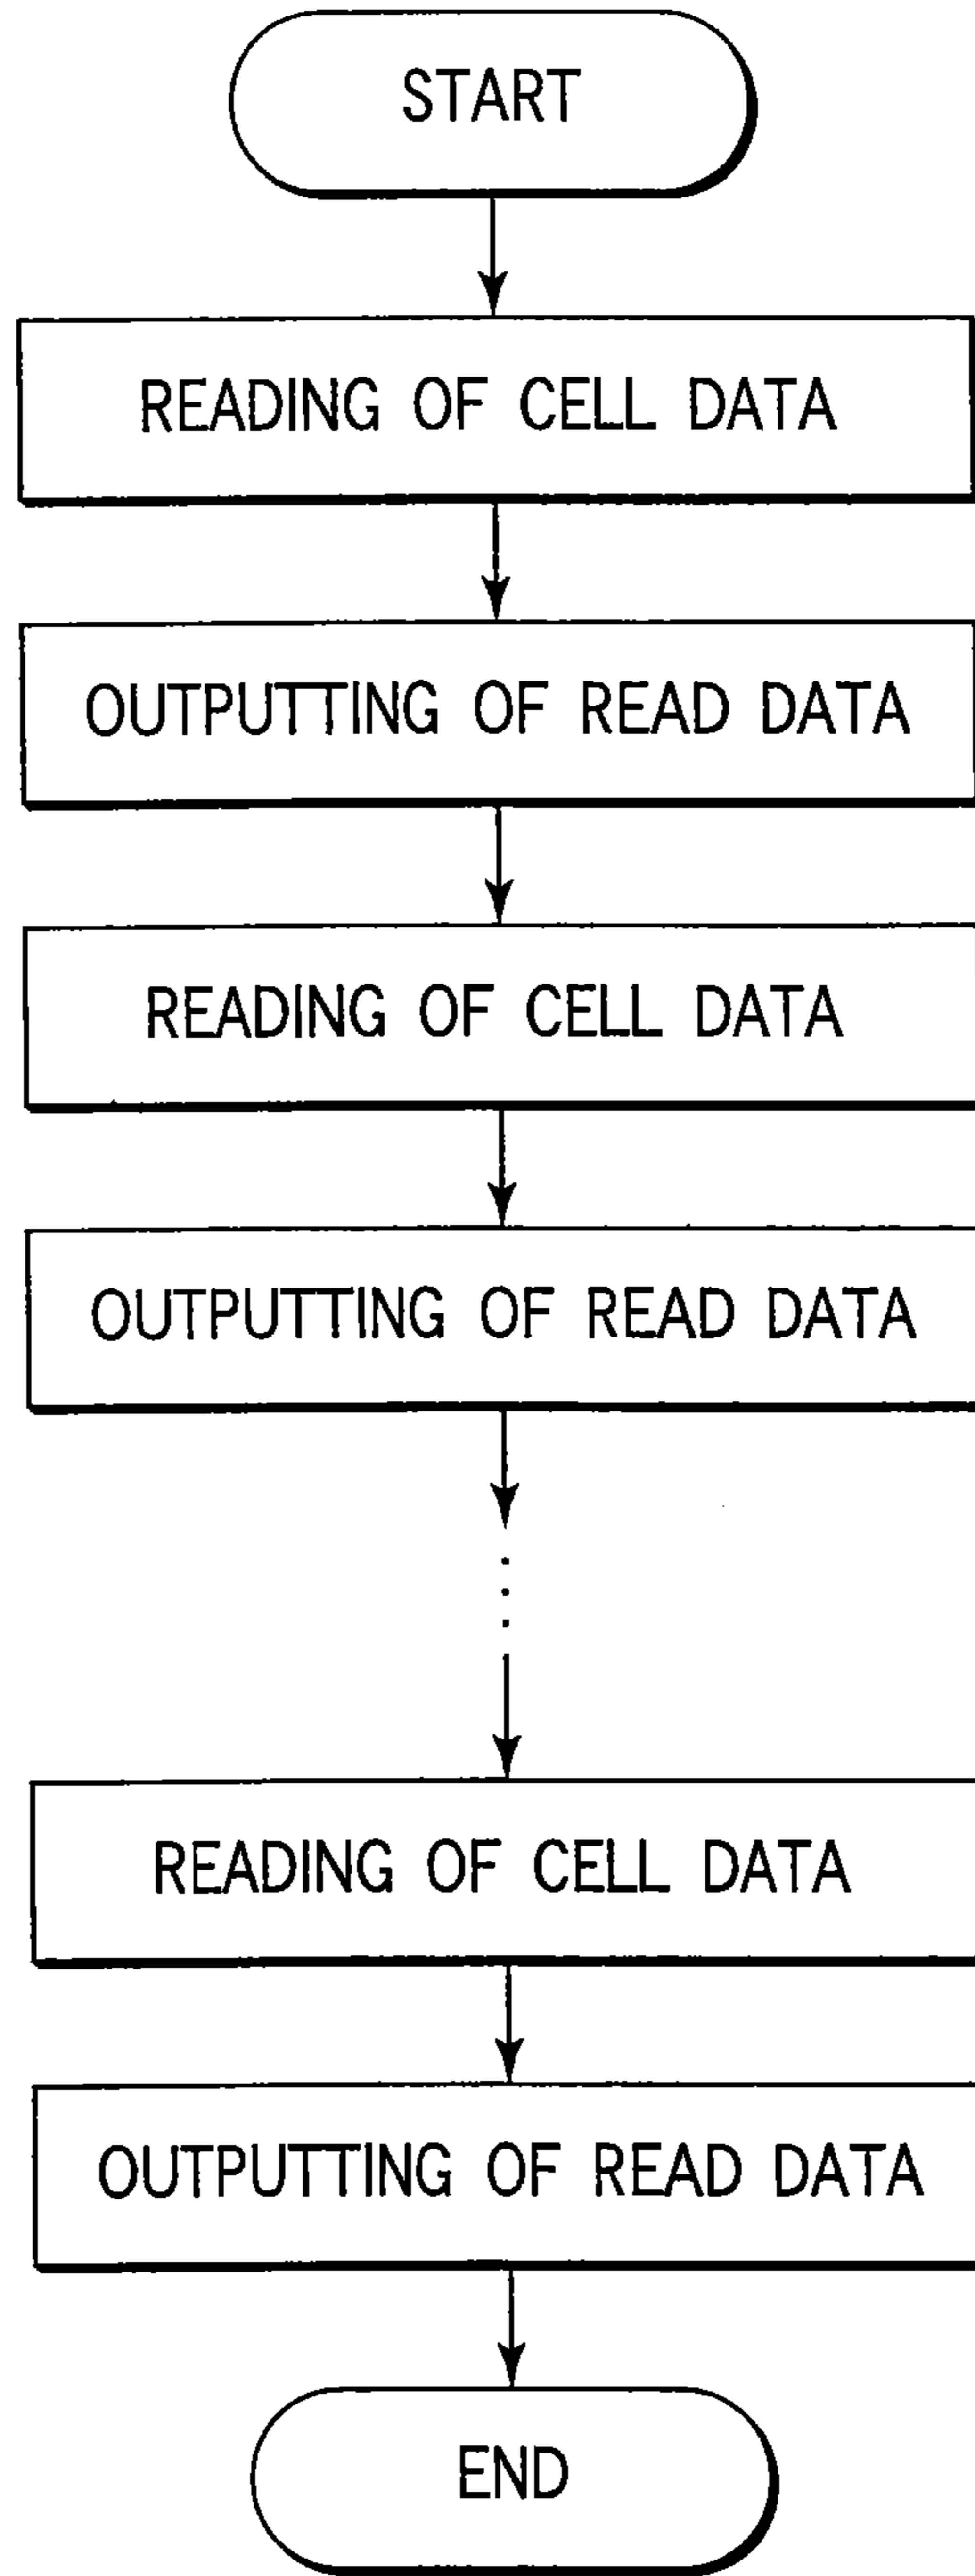 START
READING OF CELL DATA
OUTPUTTING OF READ DATA
READING OF CELL DATA
OUTPUTTING OF READ DATA
READING OF CELL DATA
OUTPUTTING OF READ DATA
END